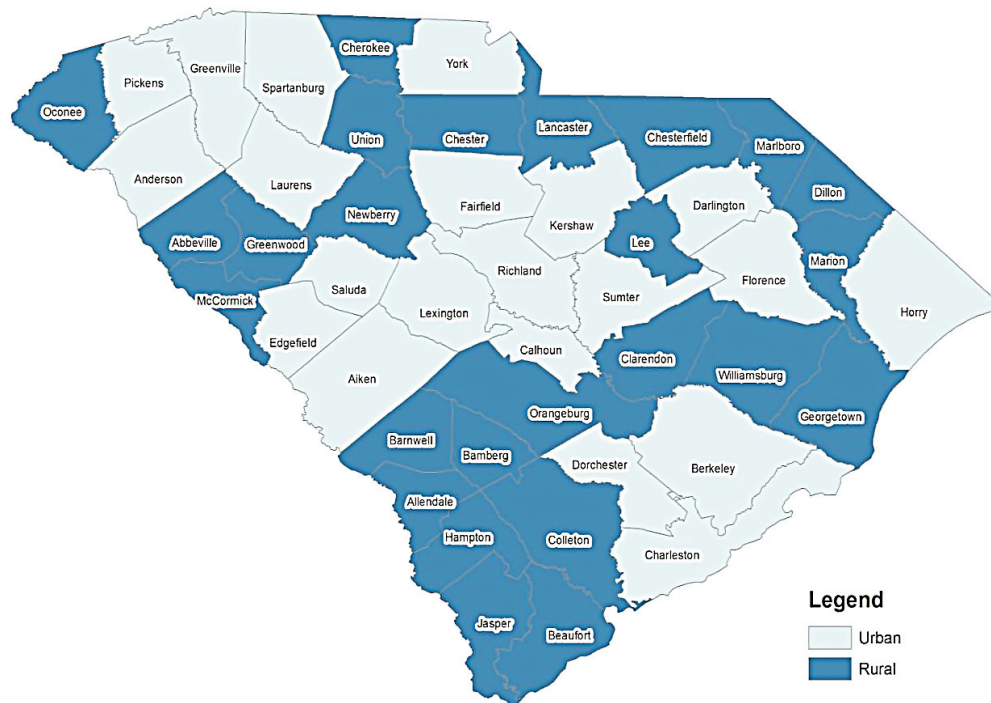 Cherokee
York
Greenville
Pickens
Spartanburg
Oconee
Union
Chester
Lancaster
Chesterfield
Marlboro
Anderson
Laurens
Dillon
Newberry
Fairfield
Darlington
Kershaw
Abbeville
Greenwood
Lee
Marion
Richland
Florence
Saluda
Sumter
McCormick
Lexington
Horry
Edgefield
Calhoun
Clarendon
Aiken
Williamsburg
Orangeburg
Georgetown
Barnwell
Bamberg
Dorchester
Berkeley
Allendale
Hampton
Colleton
Charleston
Jasper
Beaufort
Legend
Urban
Rural